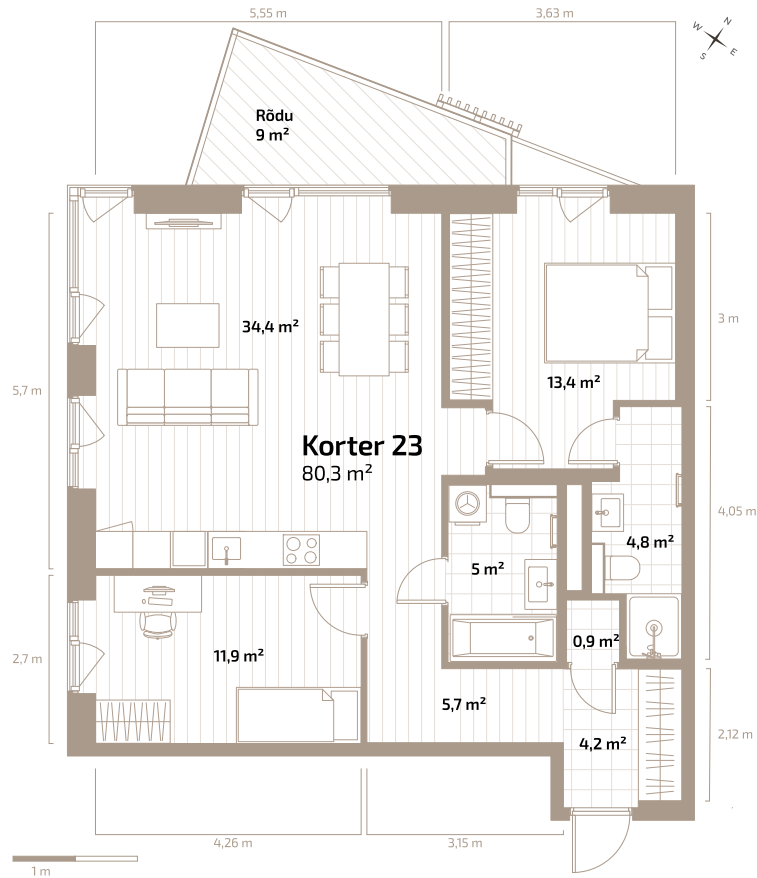 5,55 m
3,63 m
N
W
E
S
Rõdu
9 m²
34,4 m²
3 m
13,4 m²
5,7 m
Korter 23
80,3 m²
4,05 m
4,8 m²
5 m²
0,9 m²
2,7 m
11,9 m²
5,7 m²
4,2 m²
2,12 m
4,26 m
3,15 m
1 m